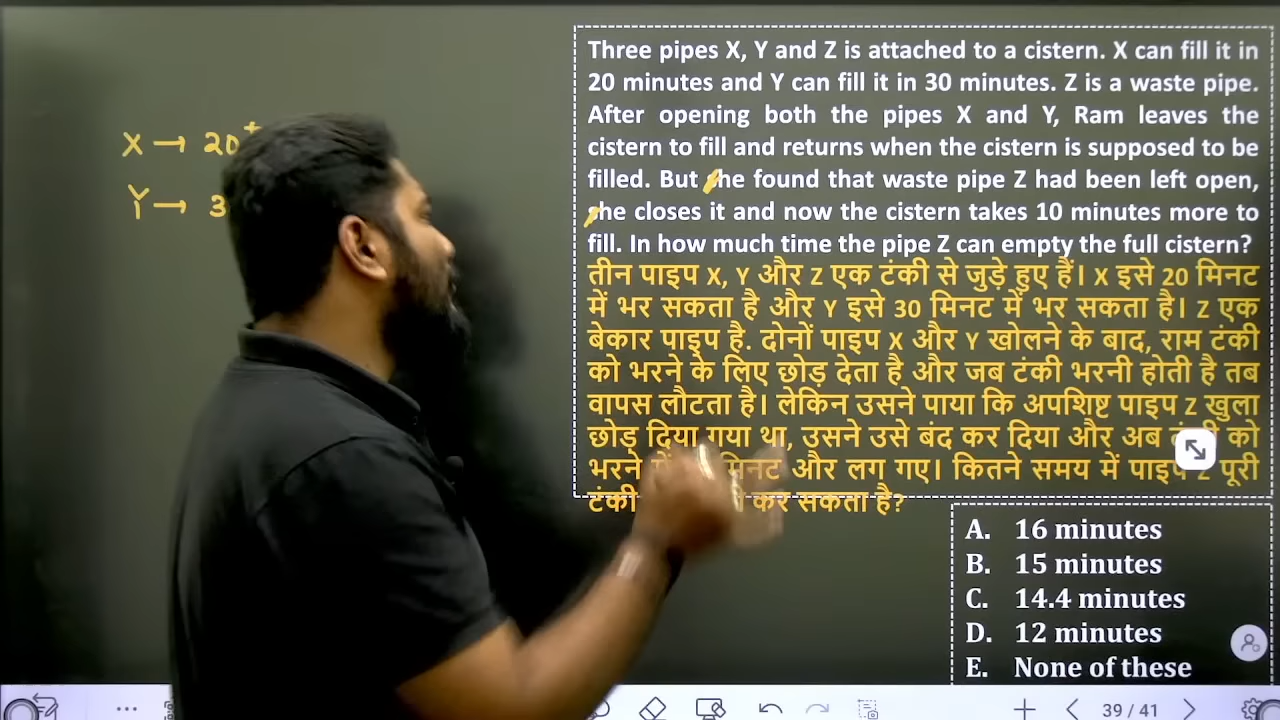 Three pipes X, Y and Z is attached to a cistern. X can fill it in
20 minutes and Y can fill it in 30 minutes. Z is a waste pipe.
After opening both the pipes X and Y, Ram leaves the
cistern to fill and returns when the cistern is supposed to be
filled. But he found that waste pipe Z had been left open,
he closes it and now the cistern takes 10 minutes more to
fill. In how much time the pipe Z can empty the full cistern?
तीन पाइप X, Y और Z एक टंकी से जुड़े हुए हैं। X इसे 20 मिनट
में भर सकता है और Y इसे 30 मिनट में भर सकता है। Z एक
बेकार पाइप है. दोनों पाइप X और Y खोलने के बाद, राम टंकी
को भरने के लिए छोड़ देता है और जब टंकी भरनी होती है तब
वापस लौटता है। लेकिन उसने पाया कि अपशिष्ट पाइप Z खुला
छोड़ दिया गया था, उसने उसे बंद कर दिया और अब को
भरने मिनट और लग गए। कितने समय में पाइप Z पूरी
टंकी कर सकता है?
X → 20
Y → 3
A. 16 minutes
B. 15 minutes
C. 14.4 minutes
D. 12 minutes
E. None of these
39 / 41